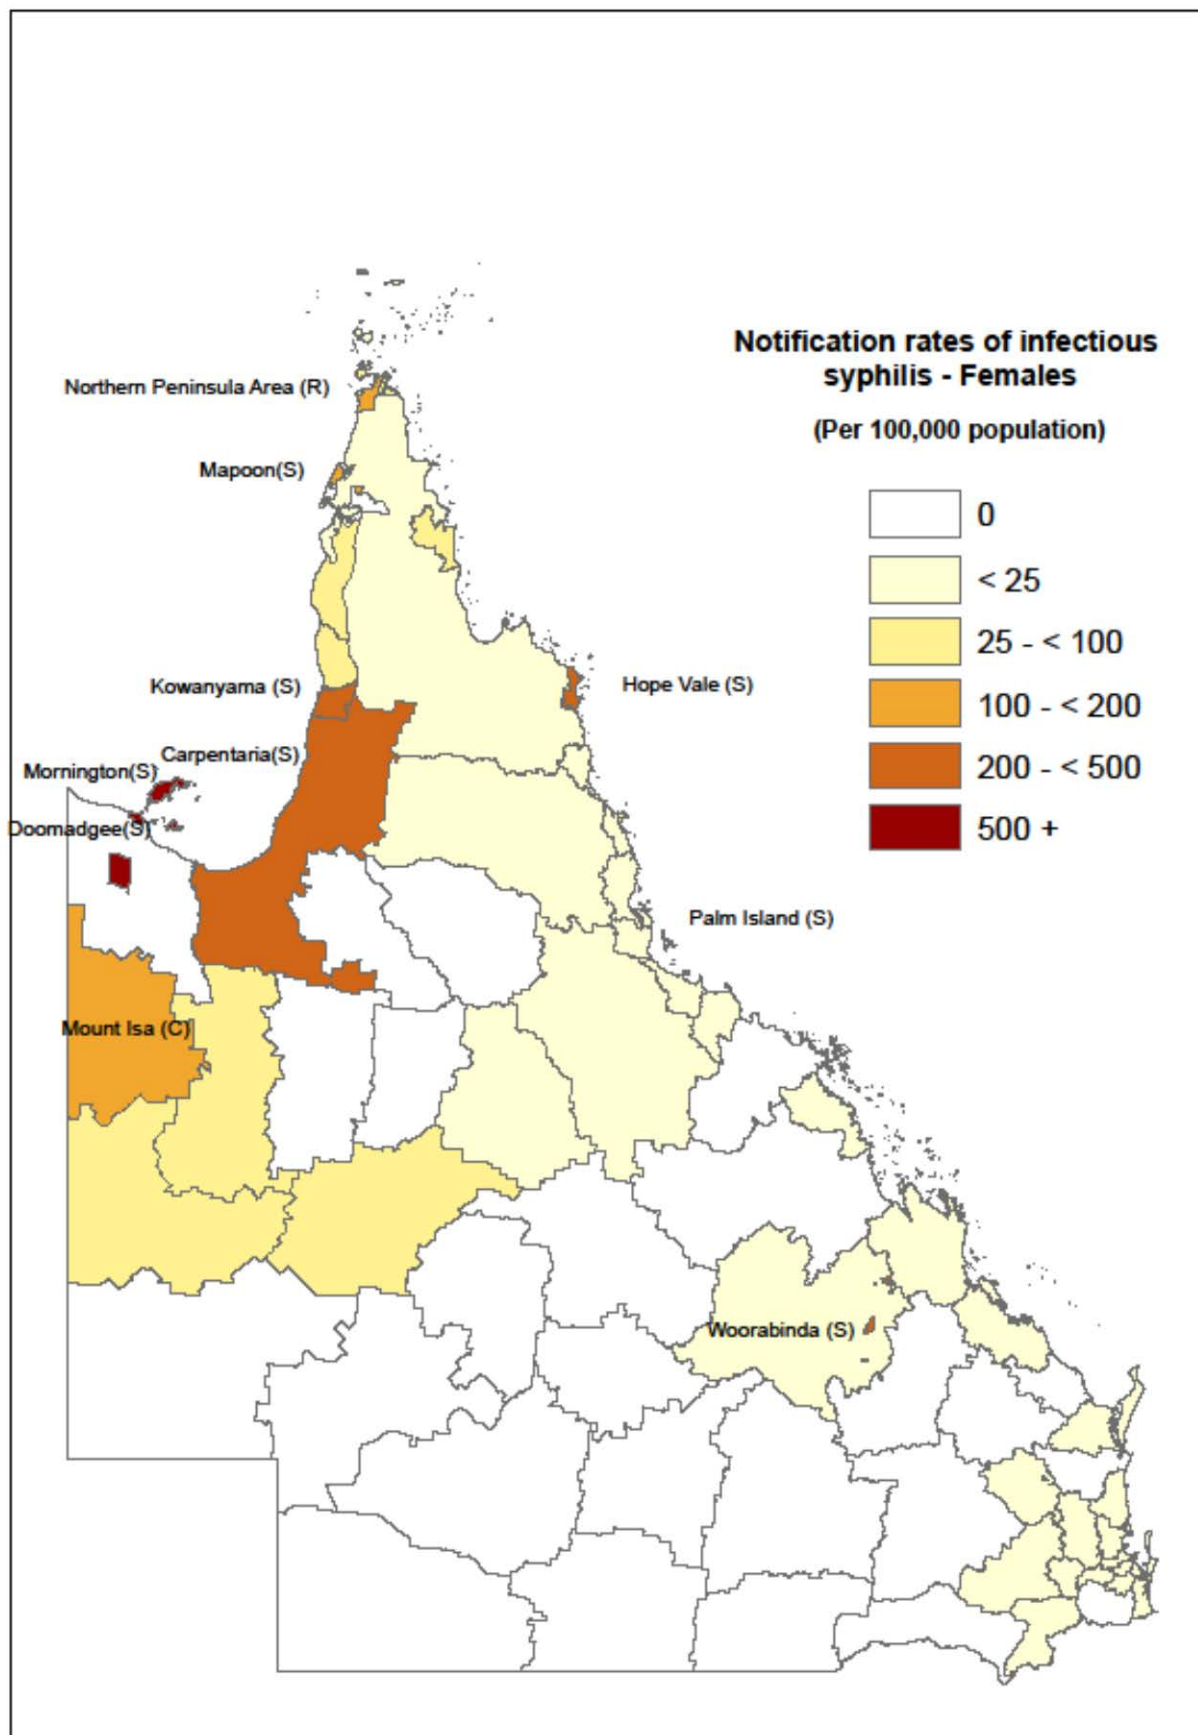 Notification rates of infectious
syphilis - Females
(Per 100,000 population)
0
< 25
25 - < 100
100 - < 200
200 - < 500
500 +
Northern Peninsula Area (R)
Mapoon(S)
Kowanyama (S)
Hope Vale (S)
Carpentaria(S)
Mornington(S)
Doomadgee(S)
Palm Island (S)
Mount Isa (C)
Woorabinda (S)